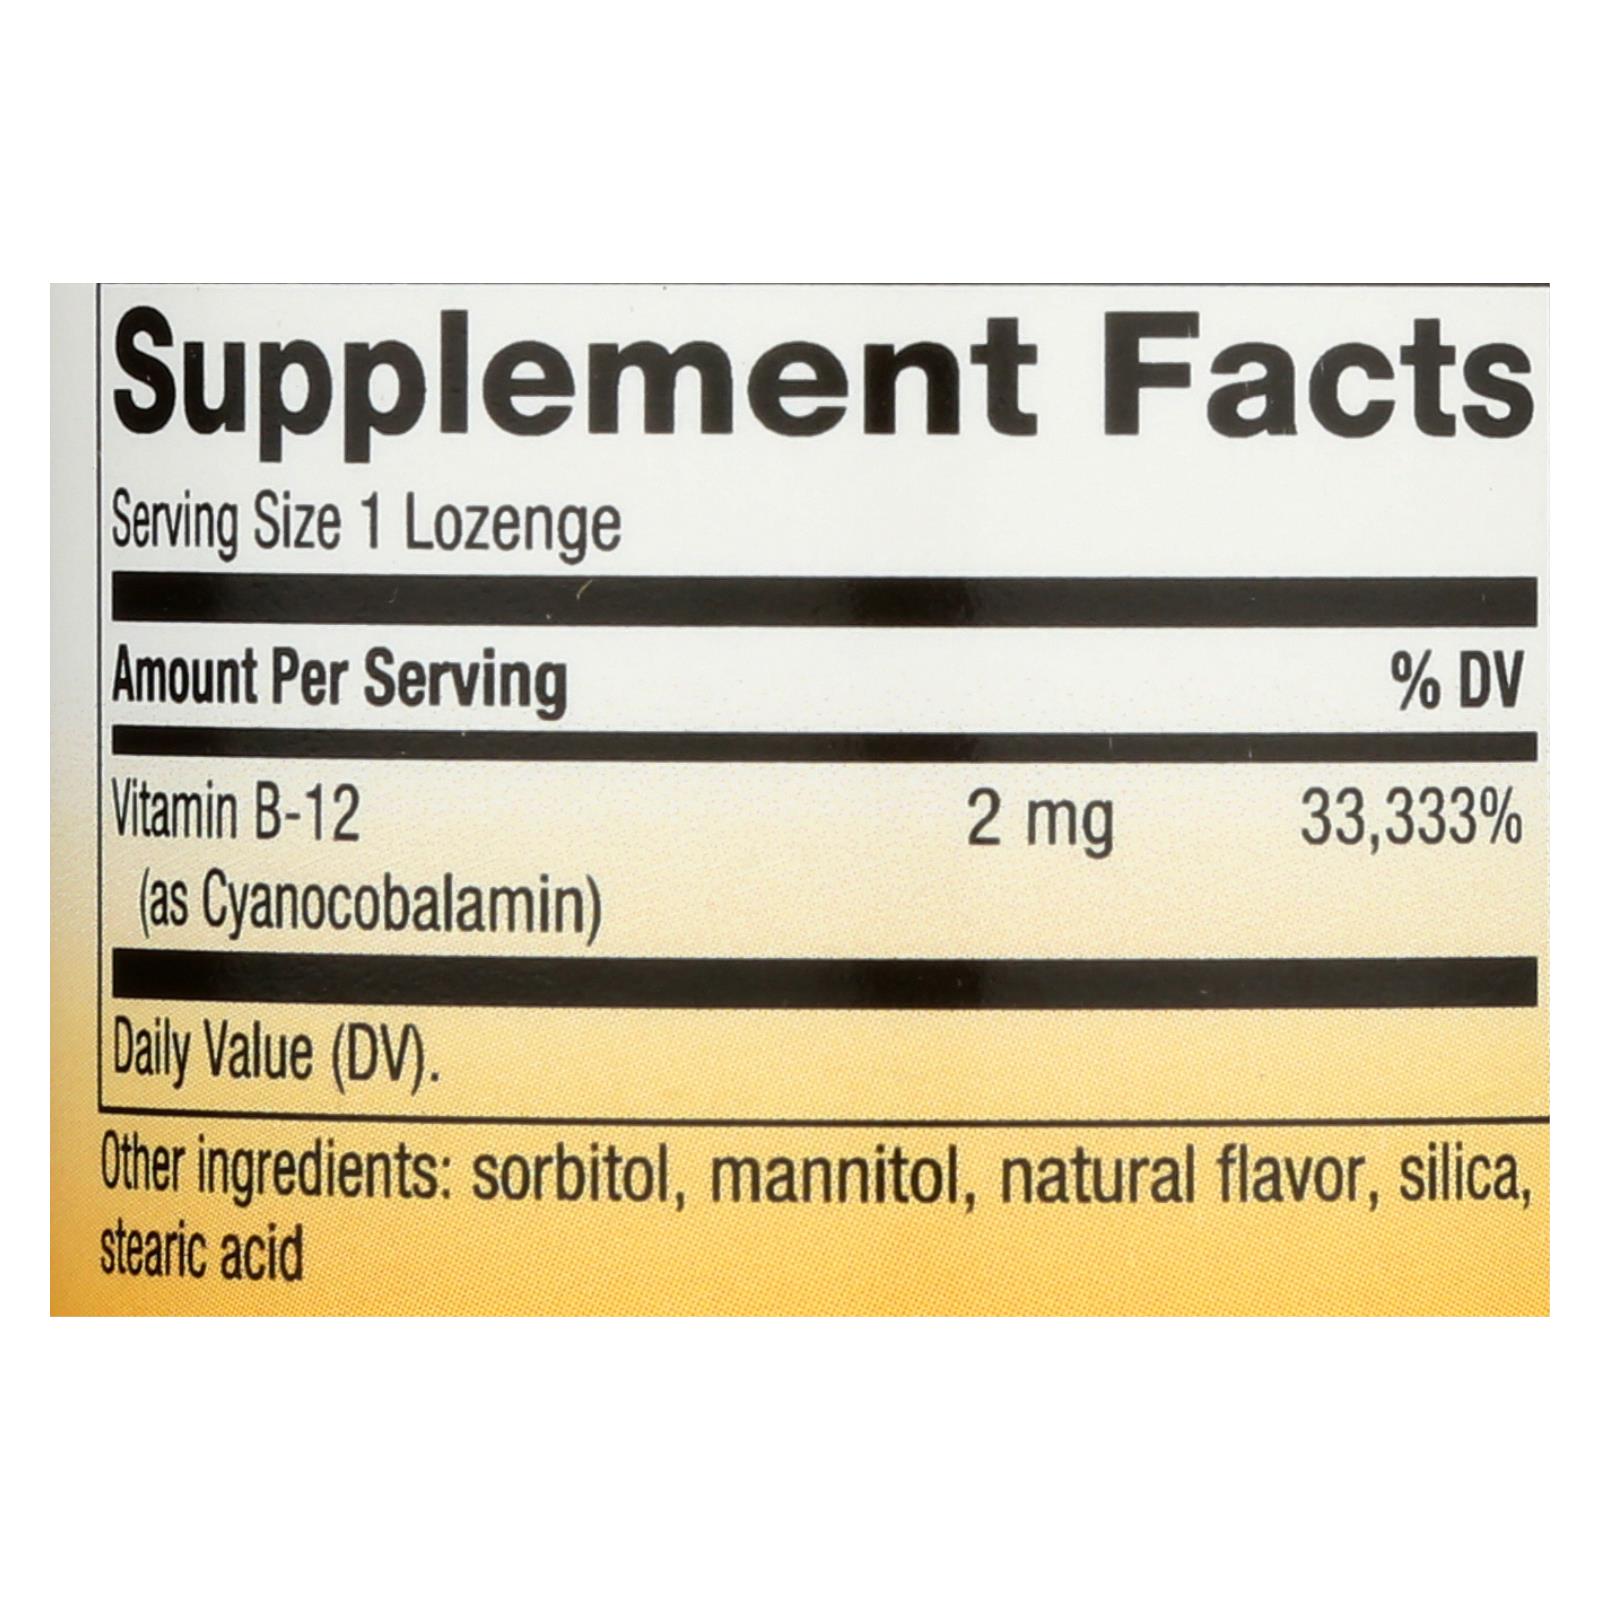 Supplement Facts
Serving Size 1 Lozenge
Amount Per Serving % DV
Vitamin B-12 2 mg 33,333%
(as Cyanocobalamin)
Daily Value (DV).
Other ingredients: sorbitol, mannitol, natural flavor, silica,
stearic acid